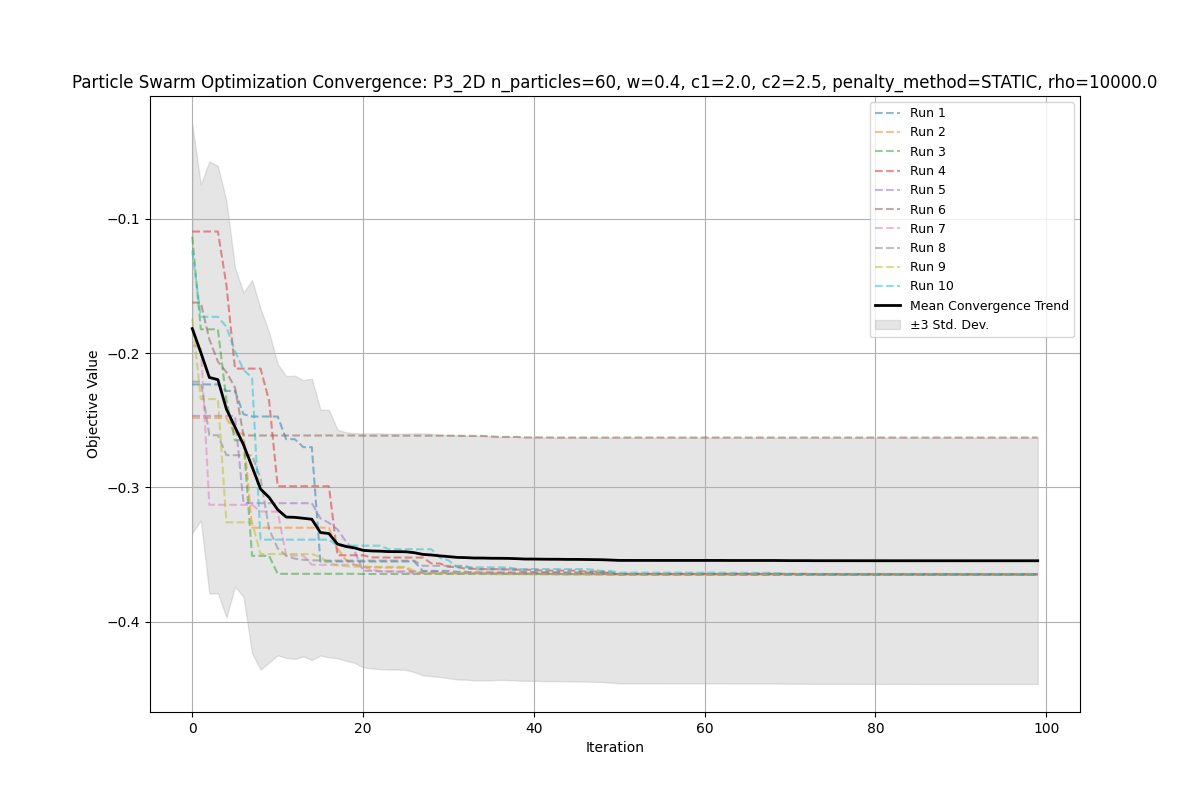 Particle Swarm Optimization Convergence: P3_2D n_particles=60, w=0.4, c1=2.0, c2=2.5, penalty_method=STATIC, rho=10000.0
Run 1
Run 2
Run 3
Run 4
Run 5
Run 6
Run 7
Run 8
Run 9
Run 10
Mean Convergence Trend
±3 Std. Dev.
Objective Value
−0.1
−0.2
−0.3
−0.4
0 20 40 60 80 100
Iteration